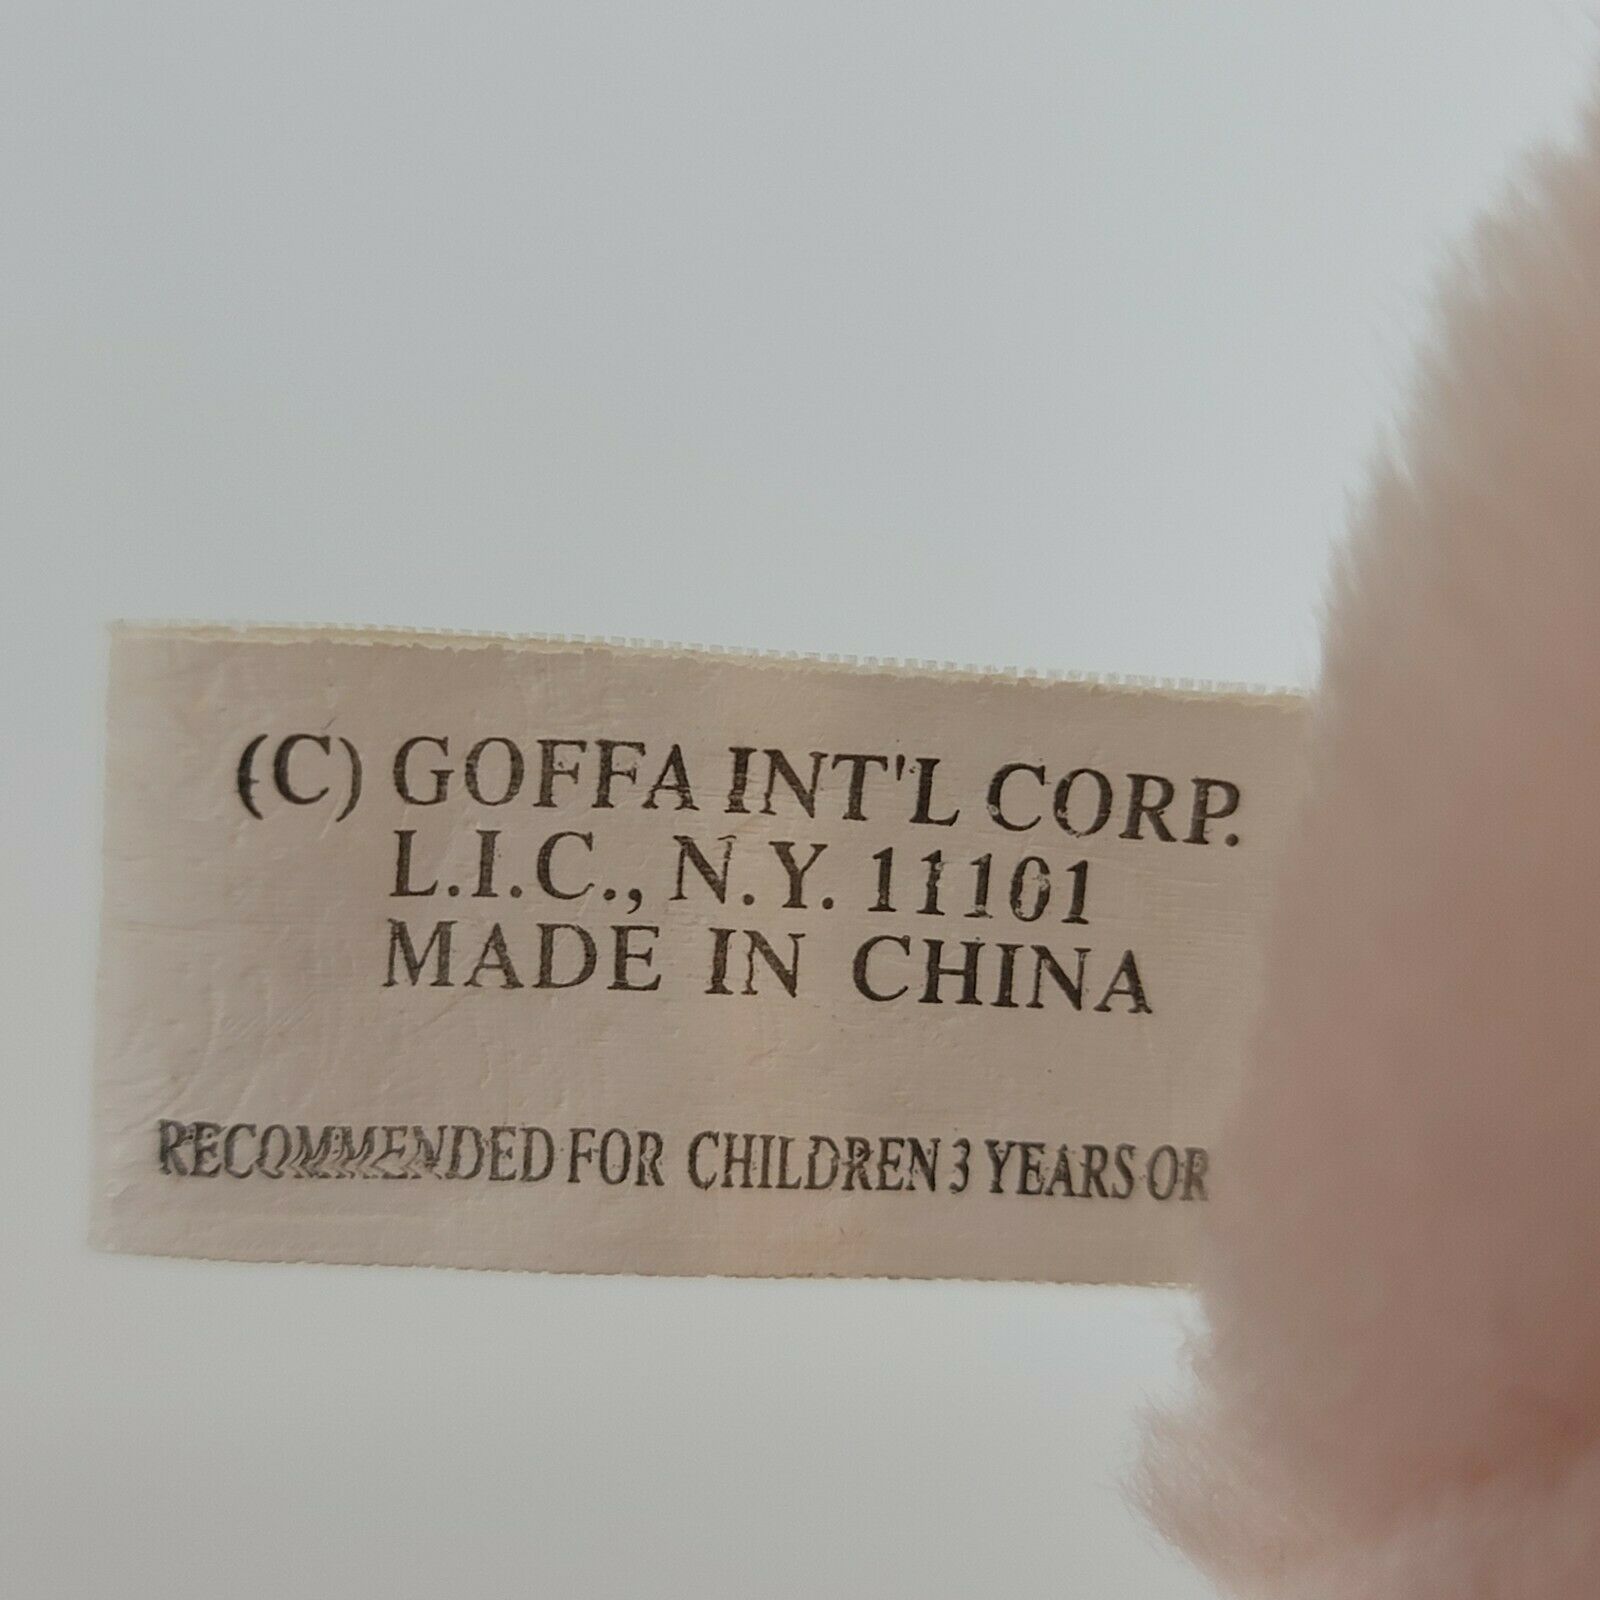 (C) GOFFA INT'L CORP.
L.I.C., N.Y. 11101
MADE IN CHINA
RECOMMENDED FOR CHILDREN 3 YEARS OR